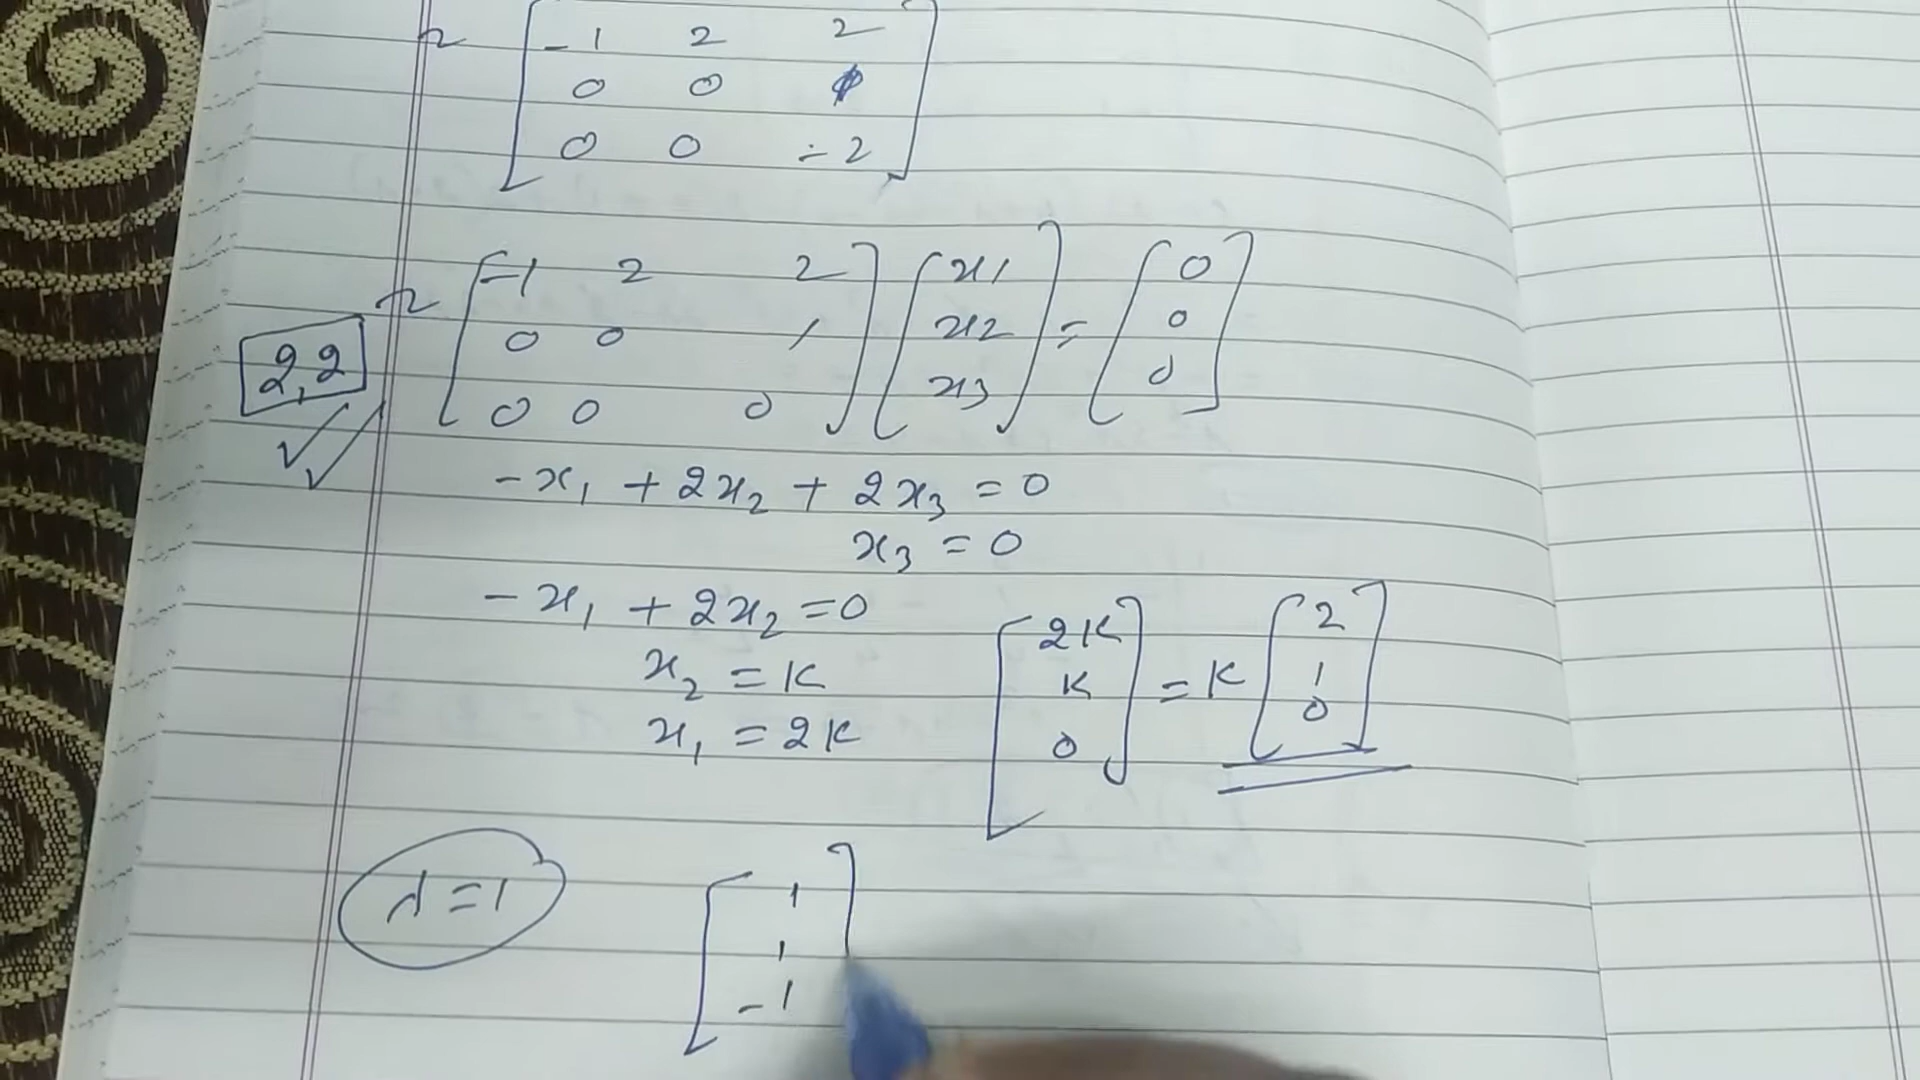 ~ [ -1 2 2
0 0 1
0 0 -2 ]
~ [ -1 2 2 ] [ x1 ] = [ 0 ]
0 0 1 x2 0
2,2
0 0 0 x3 0
-x₁ + 2x₂ + 2x₃ = 0
x₃ = 0
-x₁ + 2x₂ = 0
x₂ = K
x₁ = 2K
[ 2K
K
0 ] = K [ 2
1
0 ]
λ = 1
[ 1
1
-1 ]